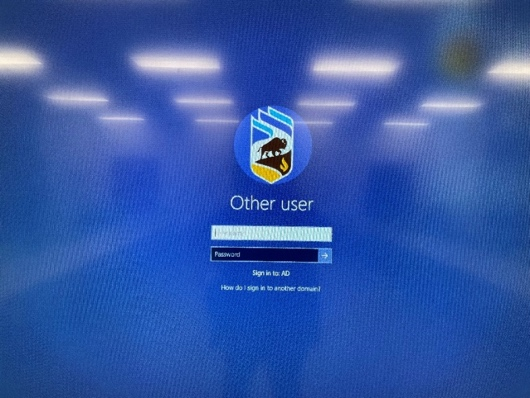 Other user
Password
Sign in to: AD
How do I sign in to another domain?